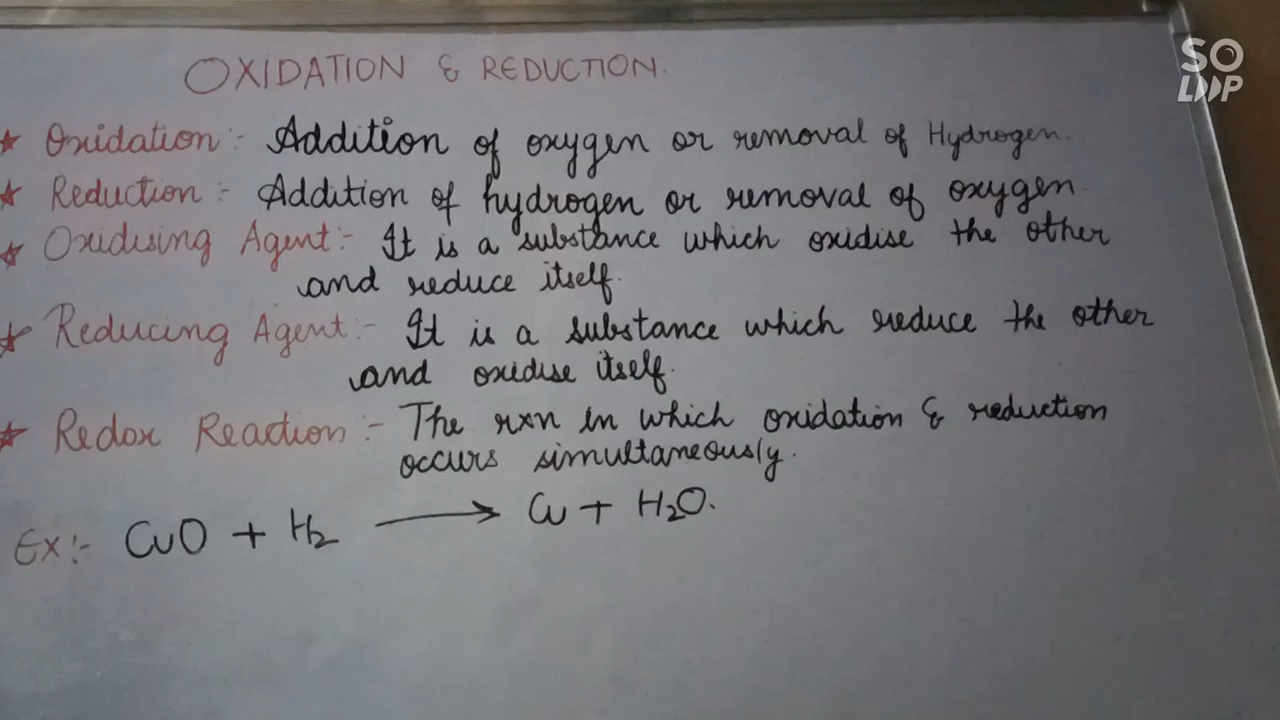 OXIDATION & REDUCTION.
★ Oxidation:- Addition of oxygen or removal of Hydrogen.
★ Reduction:- Addition of hydrogen or removal of oxygen
★ Oxidising Agent:- It is a substance which oxidise the other
and reduce itself.
★ Reducing Agent:- It is a substance which reduce the other
and oxidise itself.
★ Redox Reaction:- The rxn in which oxidation & reduction
occurs simultaneously.
Ex:- CuO + H₂ ⟶ Cu + H₂O.
SO
LOOP